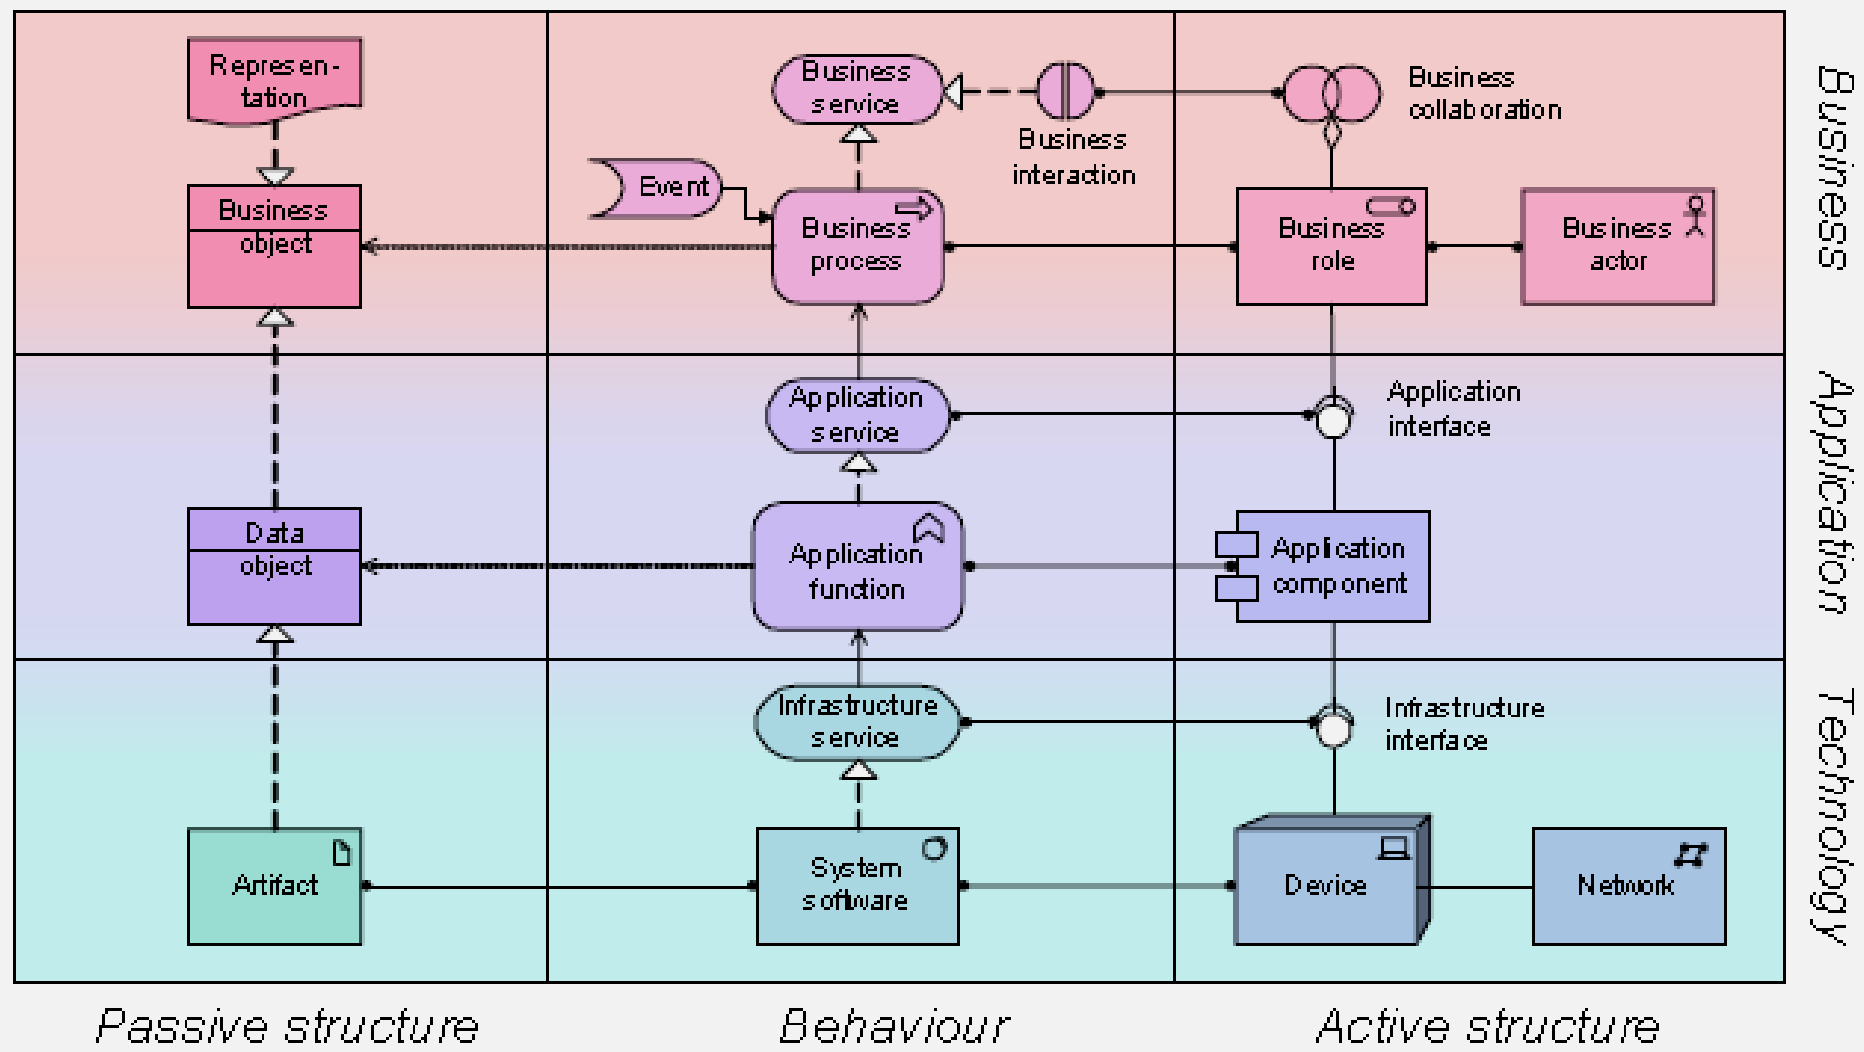 Represen-
tation
Business
service
Business
interaction
Business
collaboration
Event
Business
object
Business
process
Business
role
Business
actor
Business
Application
service
Application
interface
Data
object
Application
function
Application
component
Application
Infrastructure
service
Infrastructure
interface
Artifact
System
software
Device
Network
Technology
Passive structure
Behaviour
Active structure